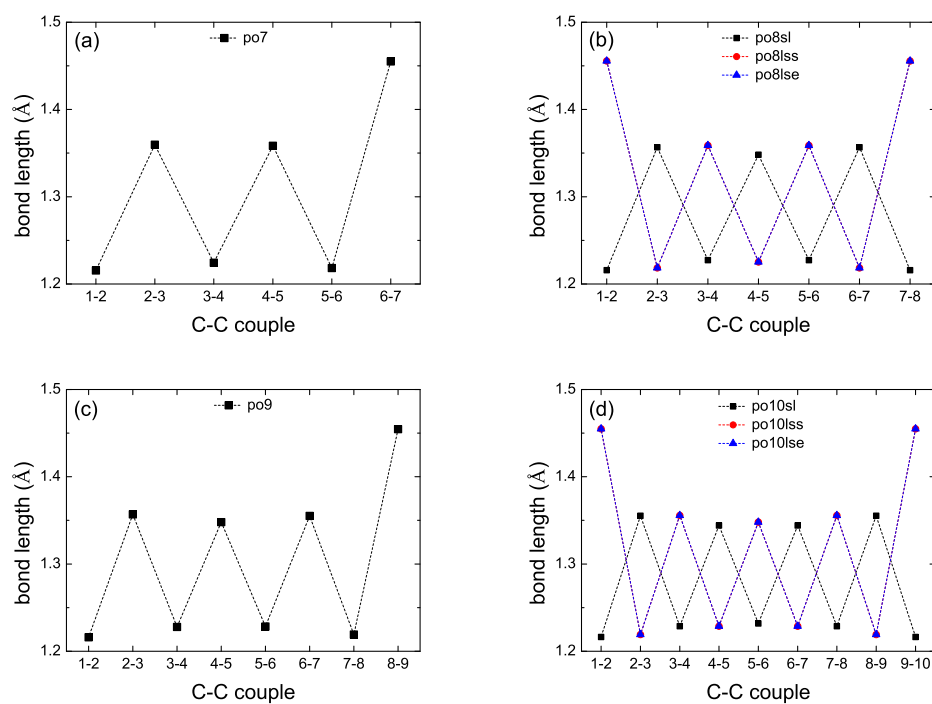 (a)
po7
bond length (Å)
1.5
1.4
1.3
1.2
1-2 2-3 3-4 4-5 5-6 6-7
C-C couple
(b)
po8sl
po8lss
po8lse
bond length (Å)
1.5
1.4
1.3
1.2
1-2 2-3 3-4 4-5 5-6 6-7 7-8
C-C couple
(c)
po9
bond length (Å)
1.5
1.4
1.3
1.2
1-2 2-3 3-4 4-5 5-6 6-7 7-8 8-9
C-C couple
(d)
po10sl
po10lss
po10lse
bond length (Å)
1.5
1.4
1.3
1.2
1-2 2-3 3-4 4-5 5-6 6-7 7-8 8-9 9-10
C-C couple